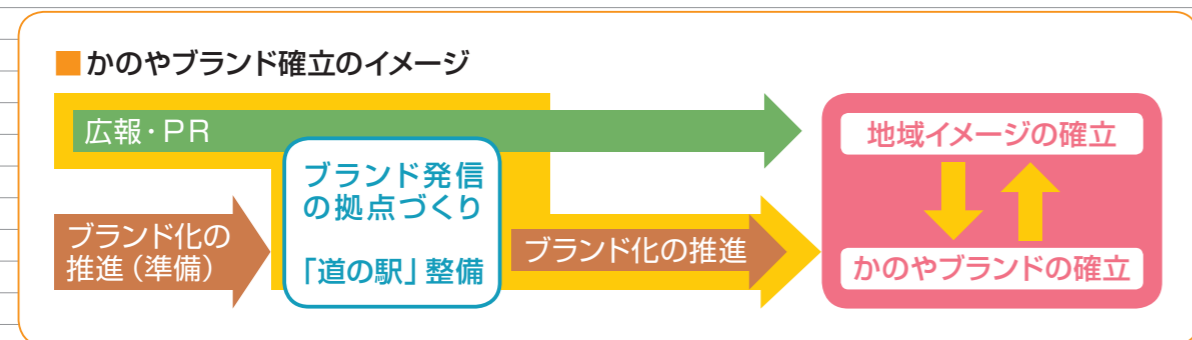 ■かのやブランド確立のイメージ
広報・PR
ブランド化の
推進（準備）
ブランド発信
の拠点づくり
「道の駅」整備
ブランド化の推進
地域イメージの確立
かのやブランドの確立